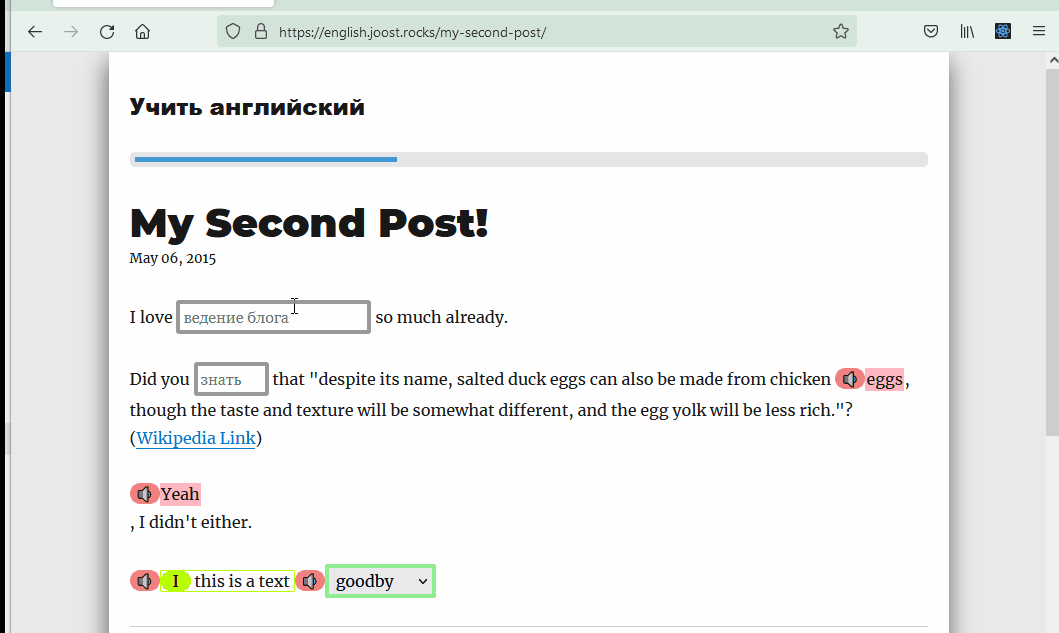 https://english.joost.rocks/my-second-post/
Учить английский
My Second Post!
May 06, 2015
I love ведение блога so much already.
Did you знать that "despite its name, salted duck eggs can also be made from chicken eggs,
though the taste and texture will be somewhat different, and the egg yolk will be less rich."?
(Wikipedia Link)
Yeah
, I didn't either.
I this is a text goodby